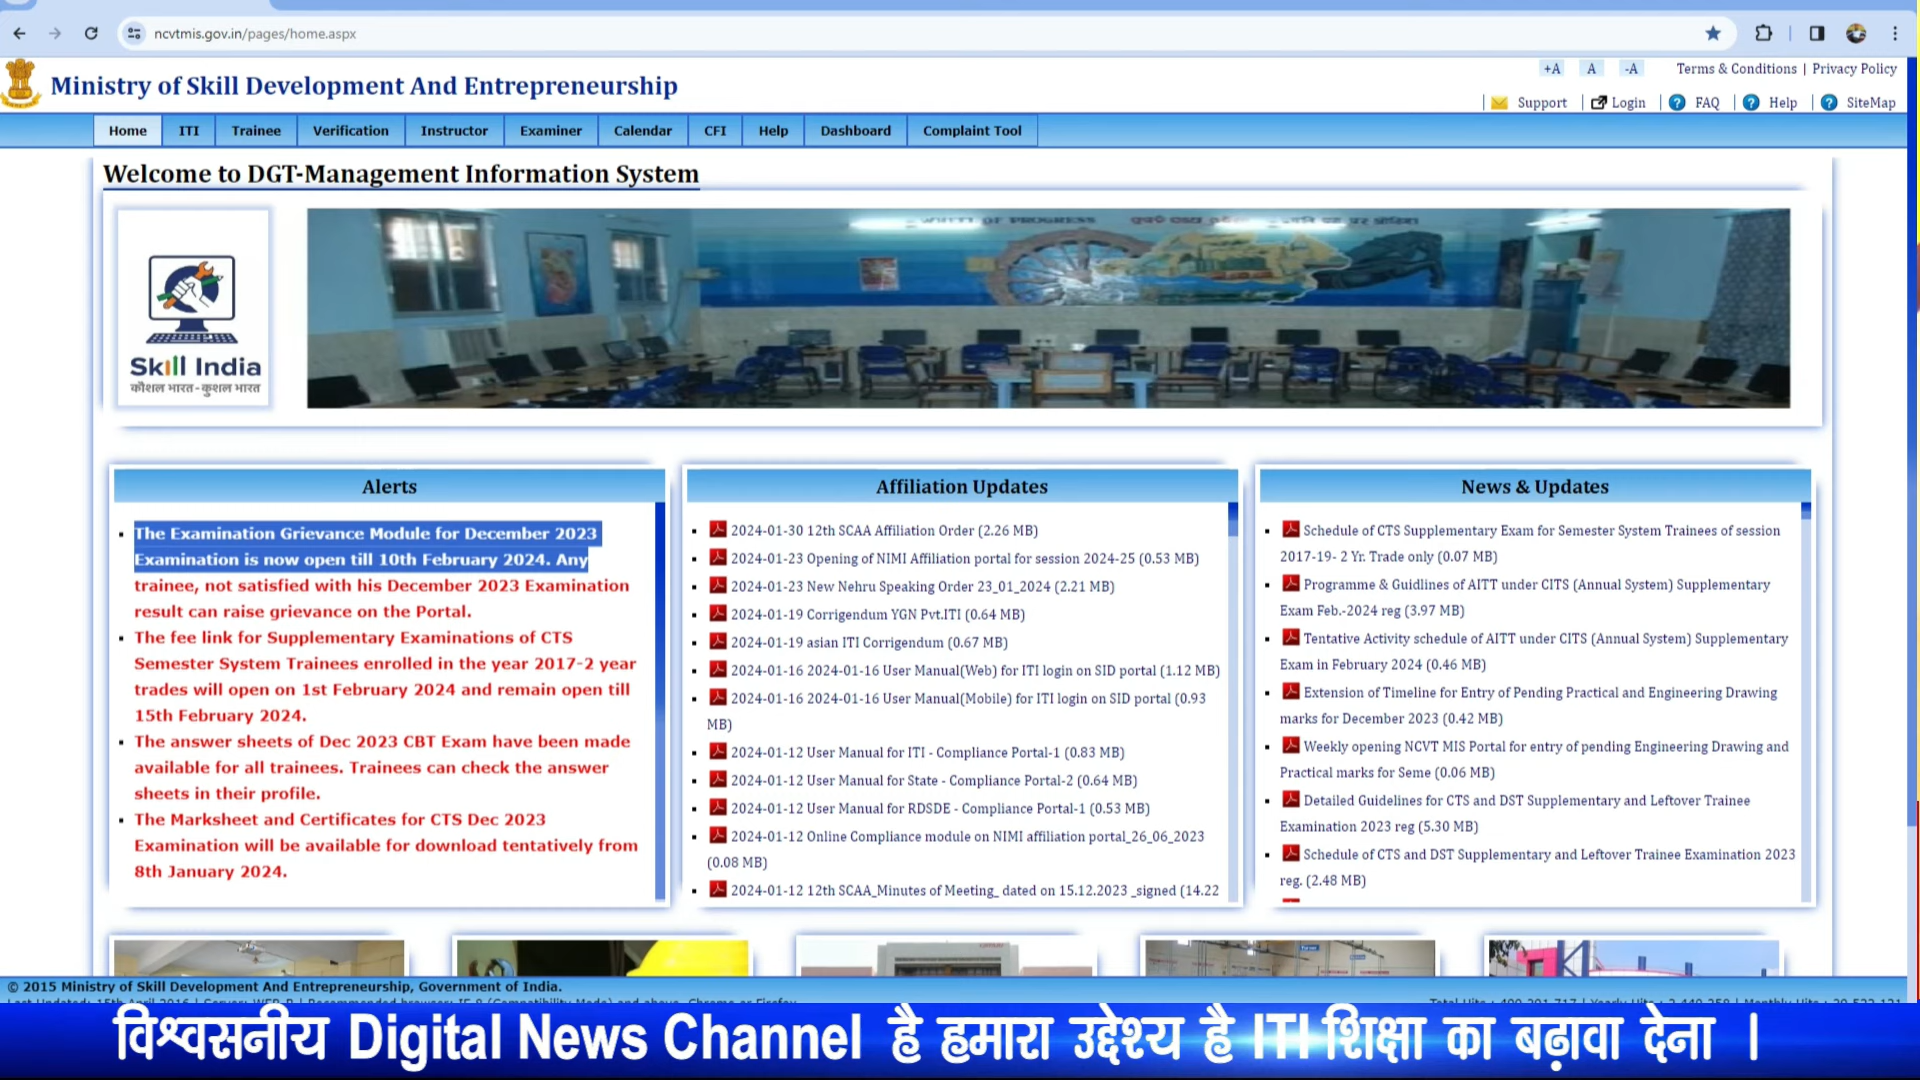 ncvtmis.gov.in/pages/home.aspx
+A A -A Terms & Conditions | Privacy Policy
Ministry of Skill Development And Entrepreneurship
Support Login FAQ Help SiteMap
Home ITI Trainee Verification Instructor Examiner Calendar CFI Help Dashboard Complaint Tool
Welcome to DGT-Management Information System
Skill India
कौशल भारत - कुशल भारत
Alerts
The Examination Grievance Module for December 2023
Examination is now open till 10th February 2024. Any
trainee, not satisfied with his December 2023 Examination
result can raise grievance on the Portal.
The fee link for Supplementary Examinations of CTS
Semester System Trainees enrolled in the year 2017-2 year
trades will open on 1st February 2024 and remain open till
15th February 2024.
The answer sheets of Dec 2023 CBT Exam have been made
available for all trainees. Trainees can check the answer
sheets in their profile.
The Marksheet and Certificates for CTS Dec 2023
Examination will be available for download tentatively from
8th January 2024.
Affiliation Updates
2024-01-30 12th SCAA Affiliation Order (2.26 MB)
2024-01-23 Opening of NIMI Affiliation portal for session 2024-25 (0.53 MB)
2024-01-23 New Nehru Speaking Order 23_01_2024 (2.21 MB)
2024-01-19 Corrigendum YGN Pvt.ITI (0.64 MB)
2024-01-19 asian ITI Corrigendum (0.67 MB)
2024-01-16 2024-01-16 User Manual(Web) for ITI login on SID portal (1.12 MB)
2024-01-16 2024-01-16 User Manual(Mobile) for ITI login on SID portal (0.93
MB)
2024-01-12 User Manual for ITI - Compliance Portal-1 (0.83 MB)
2024-01-12 User Manual for State - Compliance Portal-2 (0.64 MB)
2024-01-12 User Manual for RDSDE - Compliance Portal-1 (0.53 MB)
2024-01-12 Online Compliance module on NIMI affiliation portal_26_06_2023
(0.08 MB)
2024-01-12 12th SCAA_Minutes of Meeting_ dated on 15.12.2023 _signed (14.22
News & Updates
Schedule of CTS Supplementary Exam for Semester System Trainees of session
2017-19- 2 Yr. Trade only (0.07 MB)
Programme & Guidlines of AITT under CITS (Annual System) Supplementary
Exam Feb.-2024 reg (3.97 MB)
Tentative Activity schedule of AITT under CITS (Annual System) Supplementary
Exam in February 2024 (0.46 MB)
Extension of Timeline for Entry of Pending Practical and Engineering Drawing
marks for December 2023 (0.42 MB)
Weekly opening NCVT MIS Portal for entry of pending Engineering Drawing and
Practical marks for Seme (0.06 MB)
Detailed Guidelines for CTS and DST Supplementary and Leftover Trainee
Examination 2023 reg (5.30 MB)
Schedule of CTS and DST Supplementary and Leftover Trainee Examination 2023
reg. (2.48 MB)
© 2015 Ministry of Skill Development And Entrepreneurship, Government of India.
विश्वसनीय Digital News Channel है हमारा उद्देश्य है ITI शिक्षा का बढ़ावा देना |